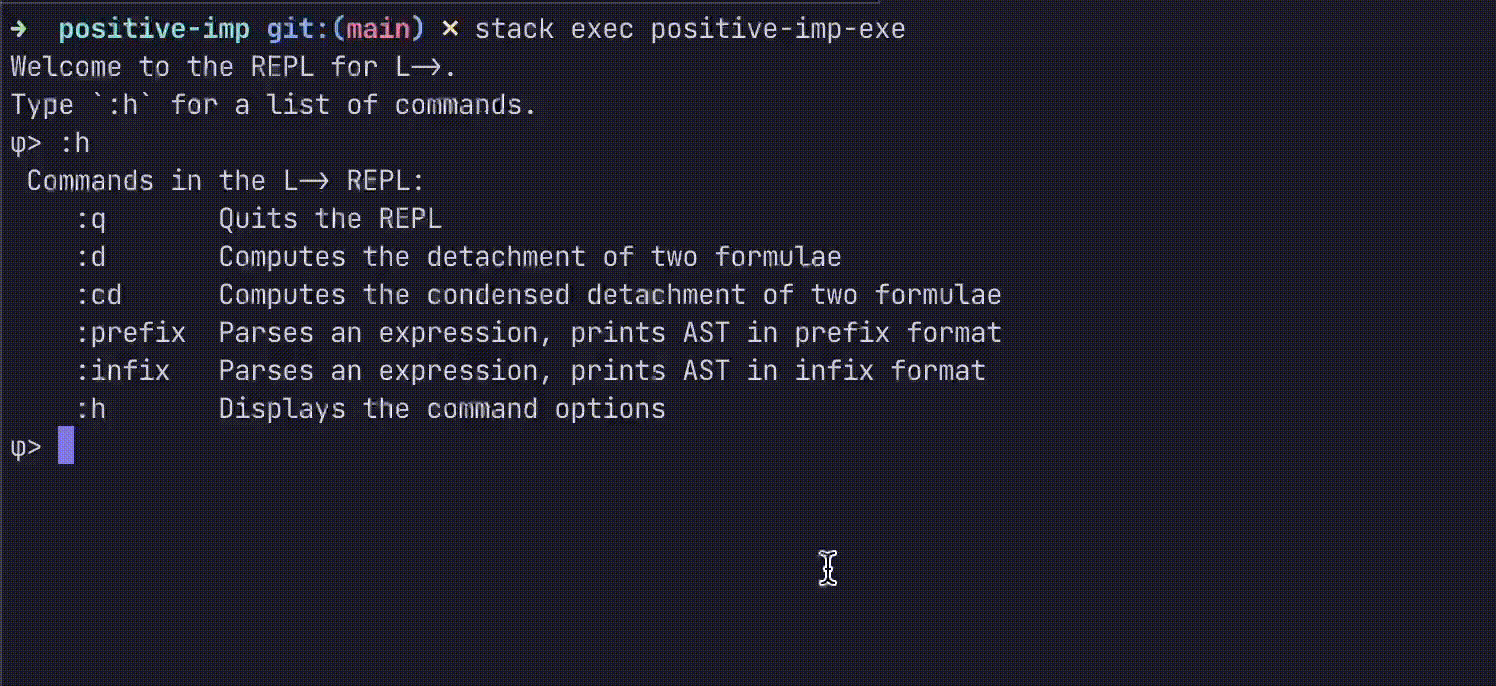 ➜  positive-imp git:(main) ✗ stack exec positive-imp-exe
Welcome to the REPL for L→.
Type `:h` for a list of commands.
φ> :h
 Commands in the L→ REPL:
    :q       Quits the REPL
    :d       Computes the detachment of two formulae
    :cd      Computes the condensed detachment of two formulae
    :prefix  Parses an expression, prints AST in prefix format
    :infix   Parses an expression, prints AST in infix format
    :h       Displays the command options
φ>